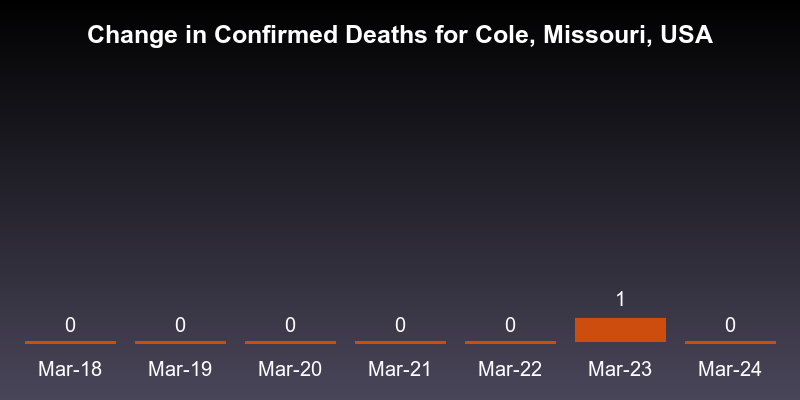 Change in Confirmed Deaths for Cole, Missouri, USA
0 0 0 0 0 1 0
Mar-18 Mar-19 Mar-20 Mar-21 Mar-22 Mar-23 Mar-24